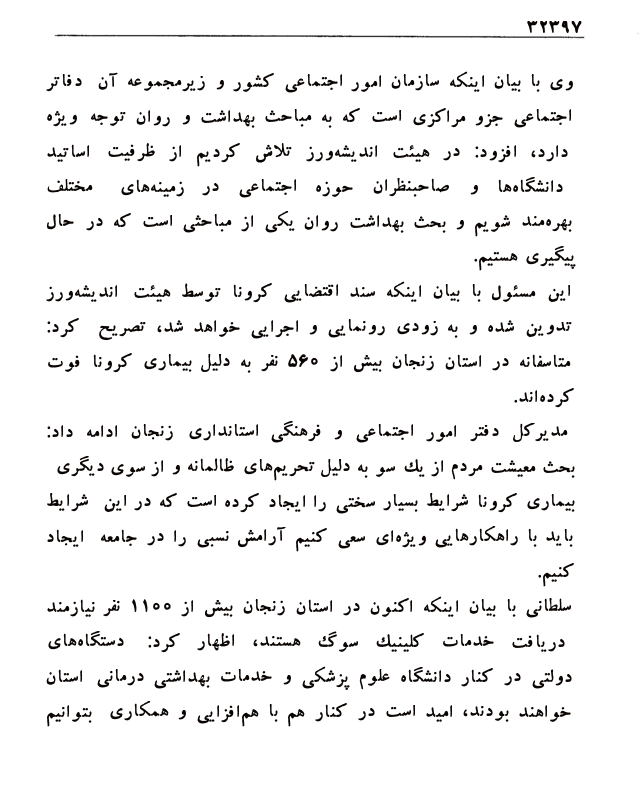 ۳۲۳۹۷
وی با بیان اینکه سازمان امور اجتماعی کشور و زیرمجموعه آن دفاتر
اجتماعی جزو مراکزی است که به مباحث بهداشت و روان توجه ویژه
دارد، افزود: در هیئت اندیشه‌ورز تلاش کردیم از ظرفیت اساتید
دانشگاه‌ها و صاحبنظران حوزه اجتماعی در زمینه‌های مختلف
بهره‌مند شویم و بحث بهداشت روان یکی از مباحثی است که در حال
پیگیری هستیم.
این مسئول با بیان اینکه سند اقتضایی کرونا توسط هیئت اندیشه‌ورز
تدوین شده و به زودی رونمایی و اجرایی خواهد شد، تصریح کرد:
متاسفانه در استان زنجان بیش از ۵۶۰ نفر به دلیل بیماری کرونا فوت
کرده‌اند.
مدیرکل دفتر امور اجتماعی و فرهنگی استانداری زنجان ادامه داد:
بحث معیشت مردم از یك سو به دلیل تحریم‌های ظالمانه و از سوی دیگری
بیماری کرونا شرایط بسیار سختی را ایجاد کرده است که در این شرایط
باید با راهکارهایی ویژه‌ای سعی کنیم آرامش نسبی را در جامعه ایجاد
کنیم.
سلطانی با بیان اینکه اکنون در استان زنجان بیش از ۱۱۰۰ نفر نیازمند
دریافت خدمات کلینیك سوگ هستند، اظهار کرد: دستگاه‌های
دولتی در کنار دانشگاه علوم پزشکی و خدمات بهداشتی درمانی استان
خواهند بودند، امید است در کنار هم با هم‌افزایی و همکاری بتوانیم